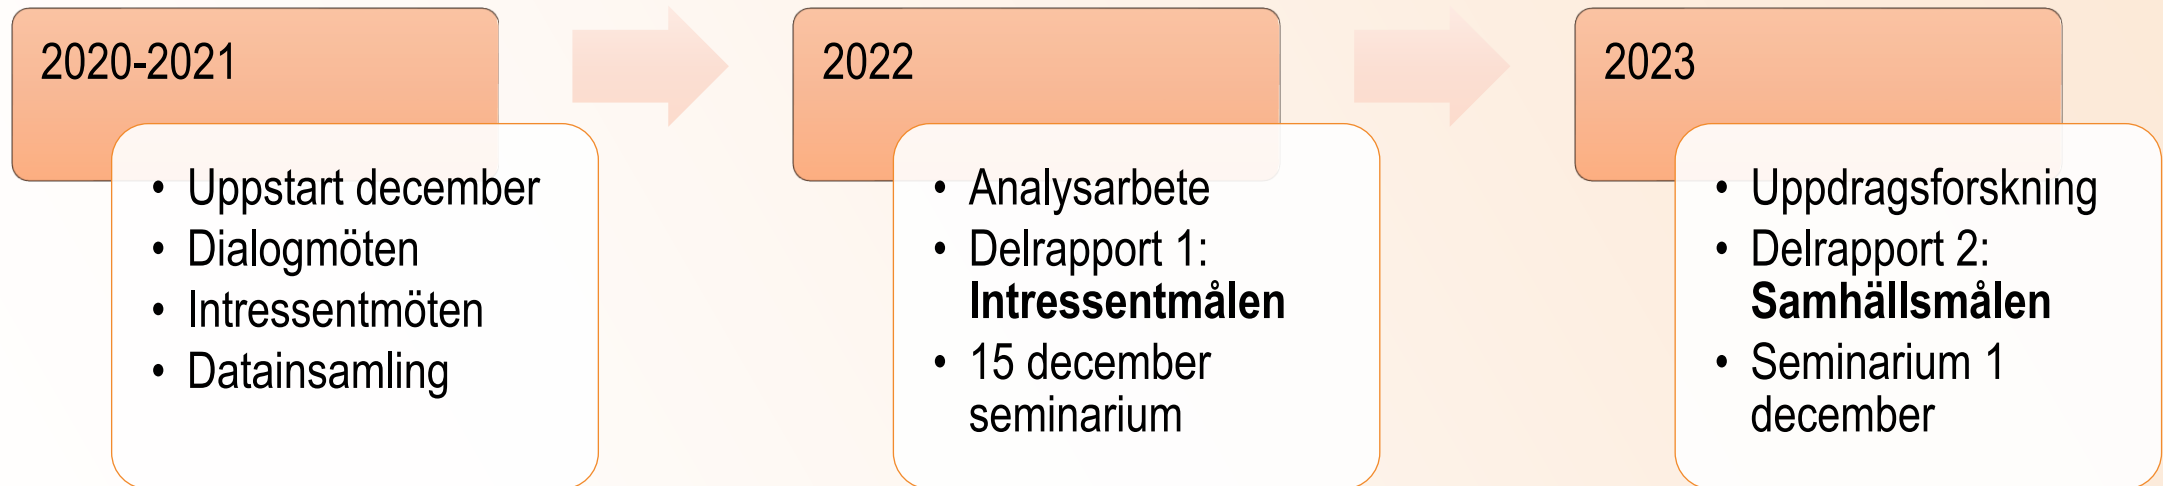 2020-2021
• Uppstart december
• Dialogmöten
• Intressentmöten
• Datainsamling
2022
• Analysarbete
• Delrapport 1:
Intressentmålen
• 15 december
seminarium
2023
• Uppdragsforskning
• Delrapport 2:
Samhällsmålen
• Seminarium 1
december